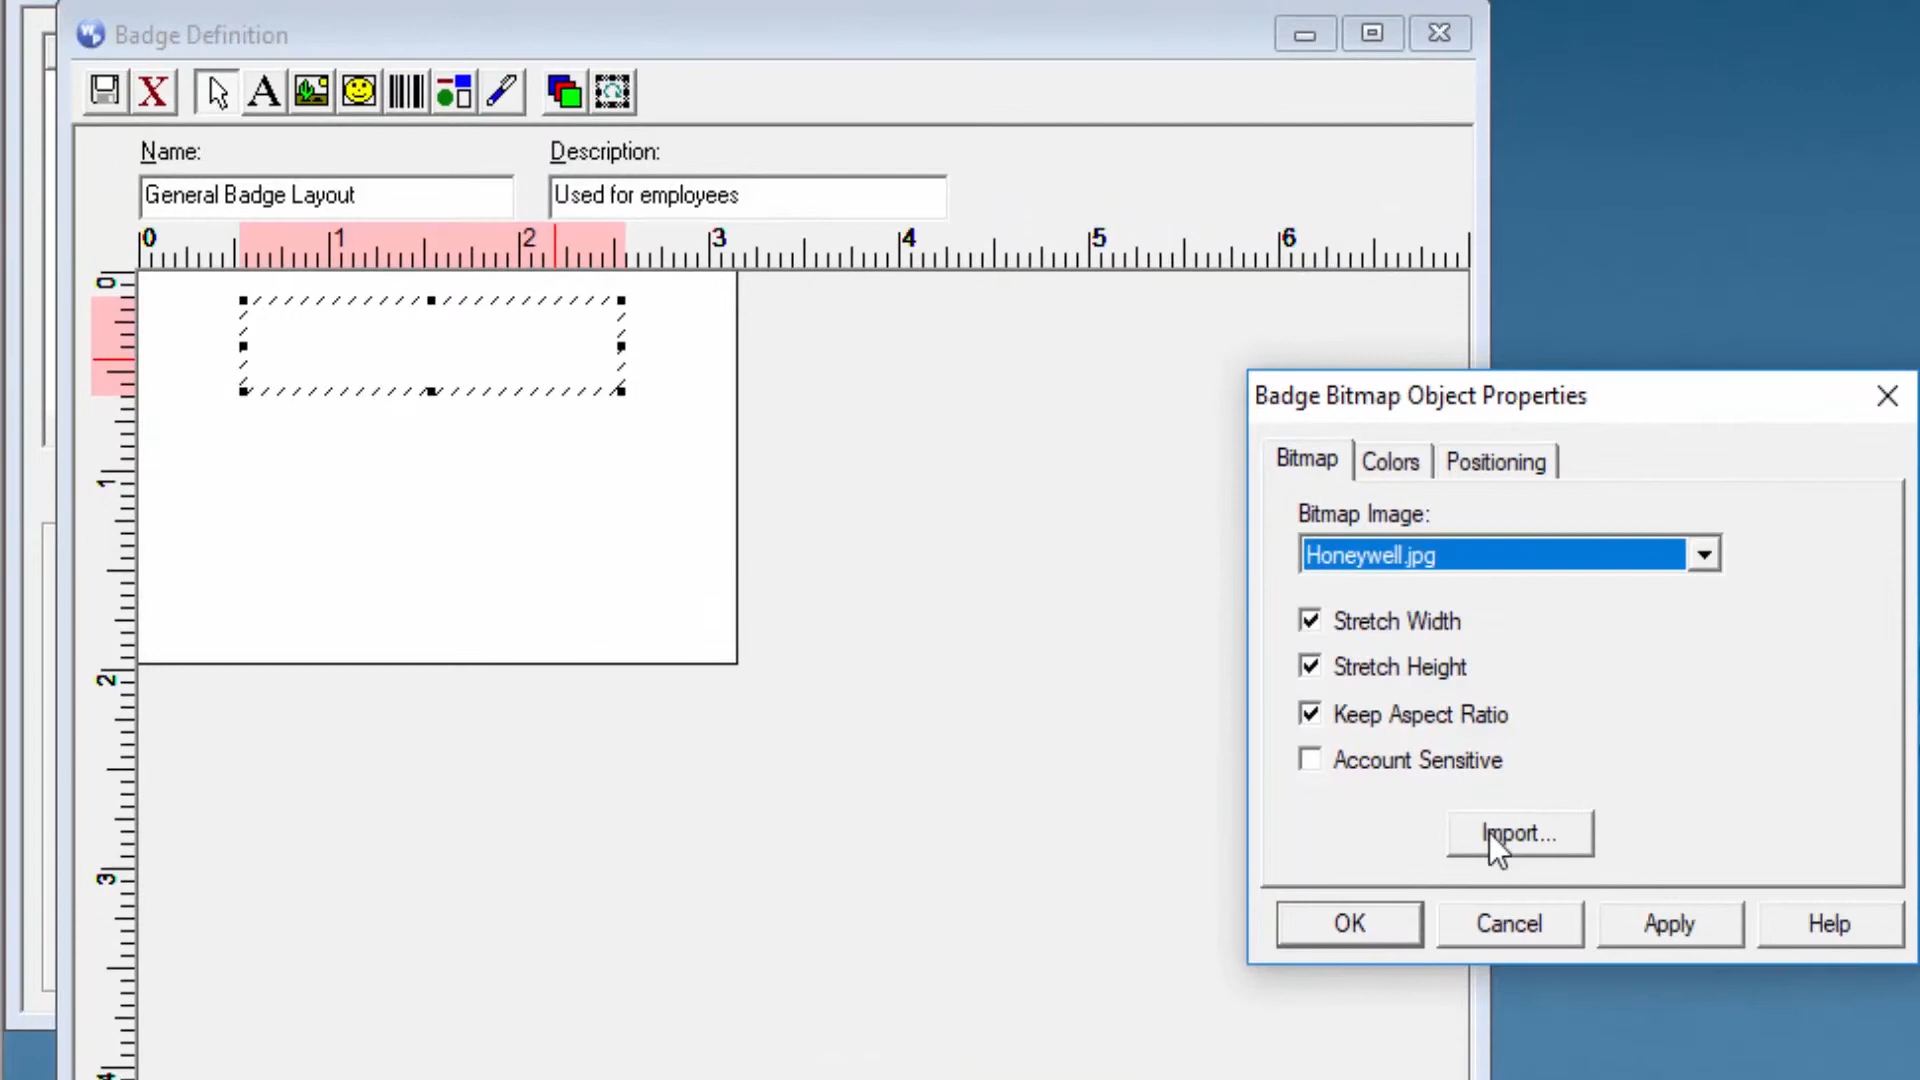 Badge Definition
A
Name:
Description:
General Badge Layout
Used for employees
0 1 2 3 4 5 6
0
1
2
3
4
Badge Bitmap Object Properties
Bitmap
Colors
Positioning
Bitmap Image:
Honeywell.jpg
Stretch Width
Stretch Height
Keep Aspect Ratio
Account Sensitive
Import...
OK
Cancel
Apply
Help